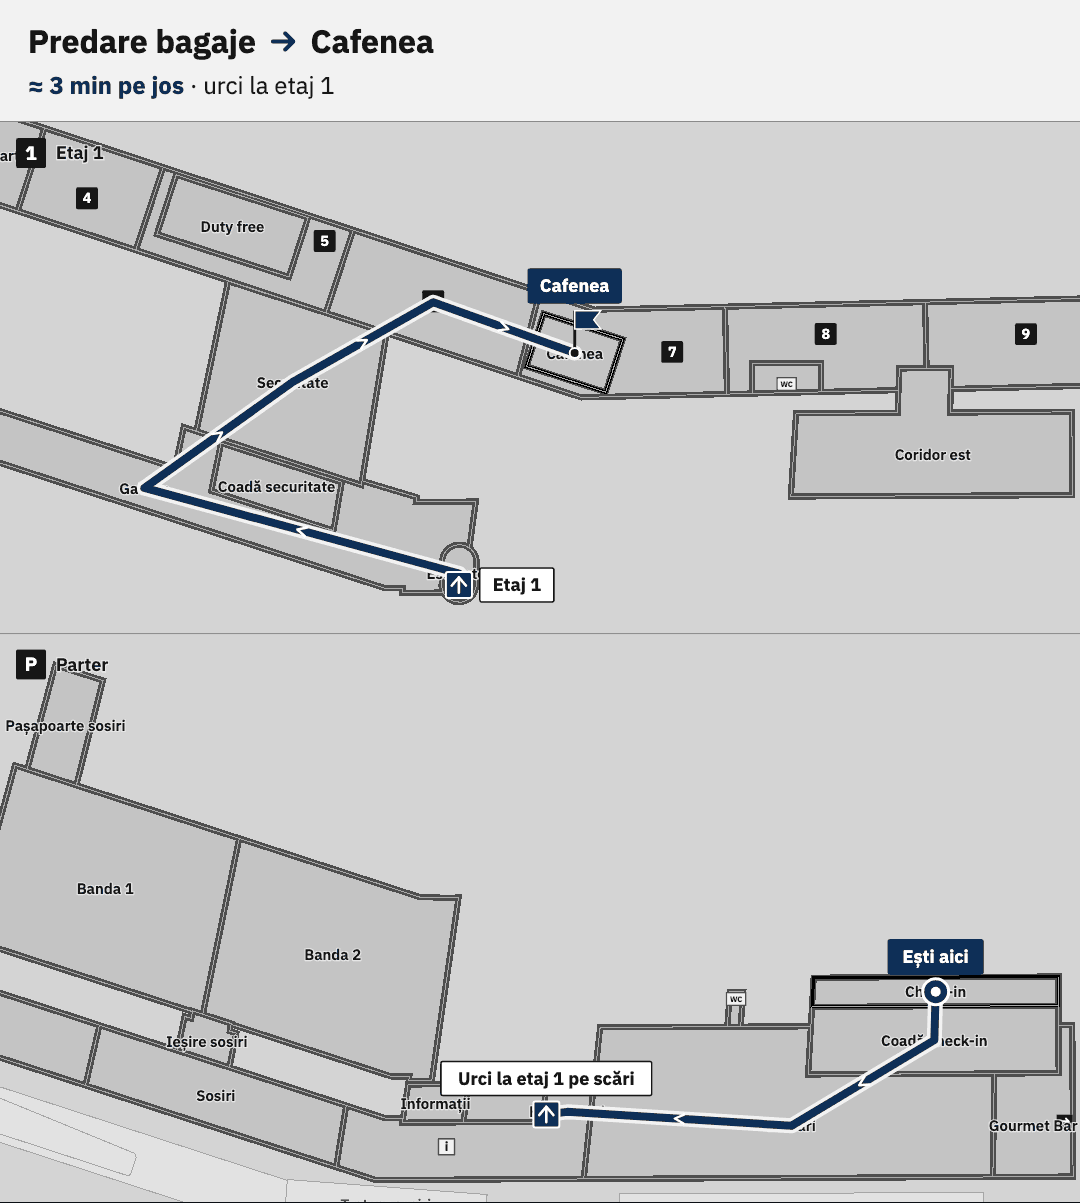 Predare bagaje → Cafenea
≈ 3 min pe jos · urci la etaj 1
1 Etaj 1
4
Duty free
5
Cafenea
7
8
9
WC
Coridor est
Coadă securitate
Etaj 1
P Parter
Pașapoarte sosiri
Banda 1
Banda 2
Ești aici
WC
Ieșire sosiri
Urci la etaj 1 pe scări
Sosiri
Informații
Gourmet Bar
i